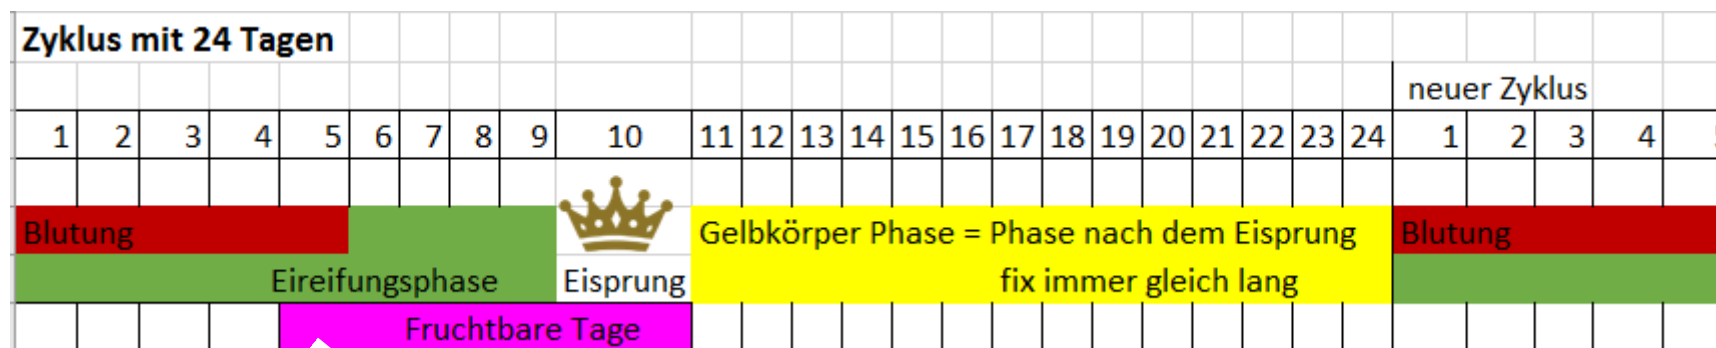 Zyklus mit 24 Tagen
neuer Zyklus
1 2 3 4 5 6 7 8 9 10 11 12 13 14 15 16 17 18 19 20 21 22 23 24 1 2 3 4
Blutung Gelbkörper Phase = Phase nach dem Eisprung Blutung
Eireifungsphase Eisprung fix immer gleich lang
Fruchtbare Tage